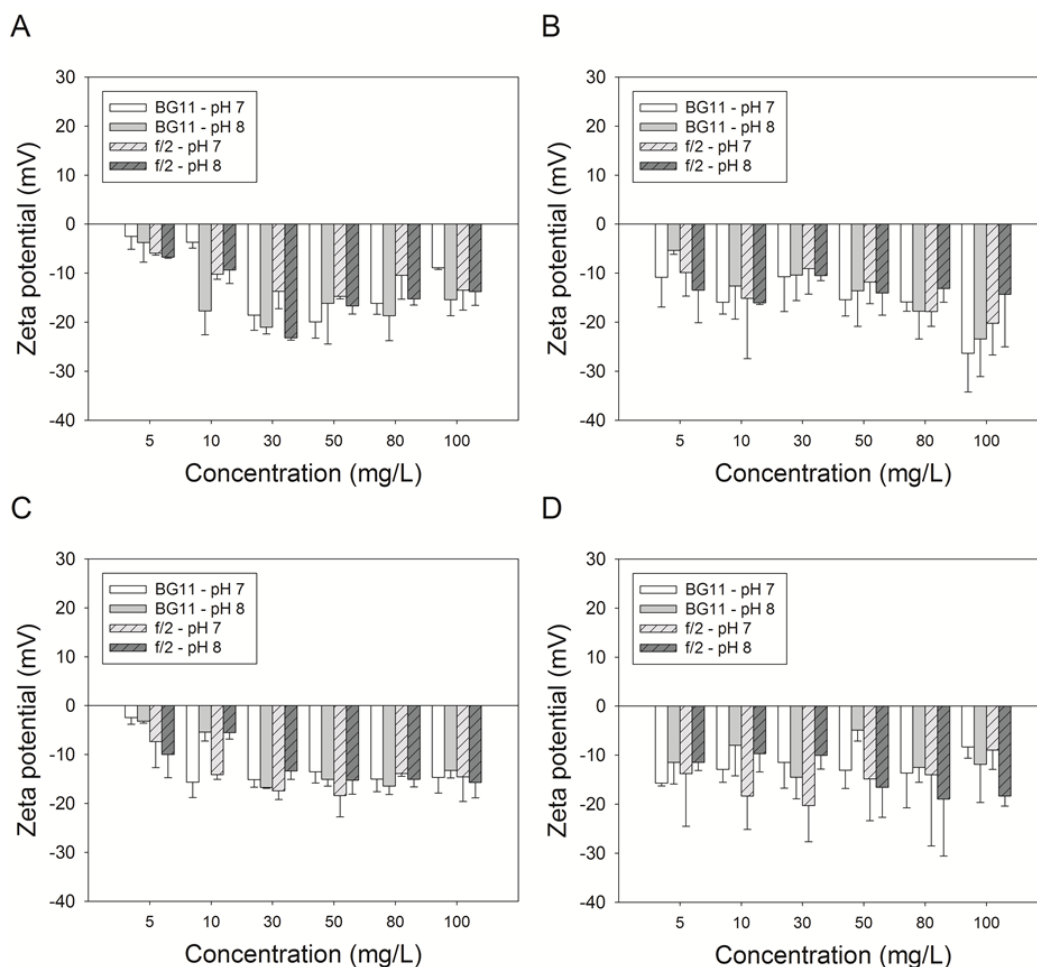 A
Zeta potential (mV)
30
20
10
0
-10
-20
-30
-40
BG11 - pH 7
BG11 - pH 8
f/2 - pH 7
f/2 - pH 8
5 10 30 50 80 100
Concentration (mg/L)
B
Zeta potential (mV)
30
20
10
0
-10
-20
-30
-40
BG11 - pH 7
BG11 - pH 8
f/2 - pH 7
f/2 - pH 8
5 10 30 50 80 100
Concentration (mg/L)
C
Zeta potential (mV)
30
20
10
0
-10
-20
-30
-40
BG11 - pH 7
BG11 - pH 8
f/2 - pH 7
f/2 - pH 8
5 10 30 50 80 100
Concentration (mg/L)
D
Zeta potential (mV)
30
20
10
0
-10
-20
-30
-40
BG11 - pH 7
BG11 - pH 8
f/2 - pH 7
f/2 - pH 8
5 10 30 50 80 100
Concentration (mg/L)